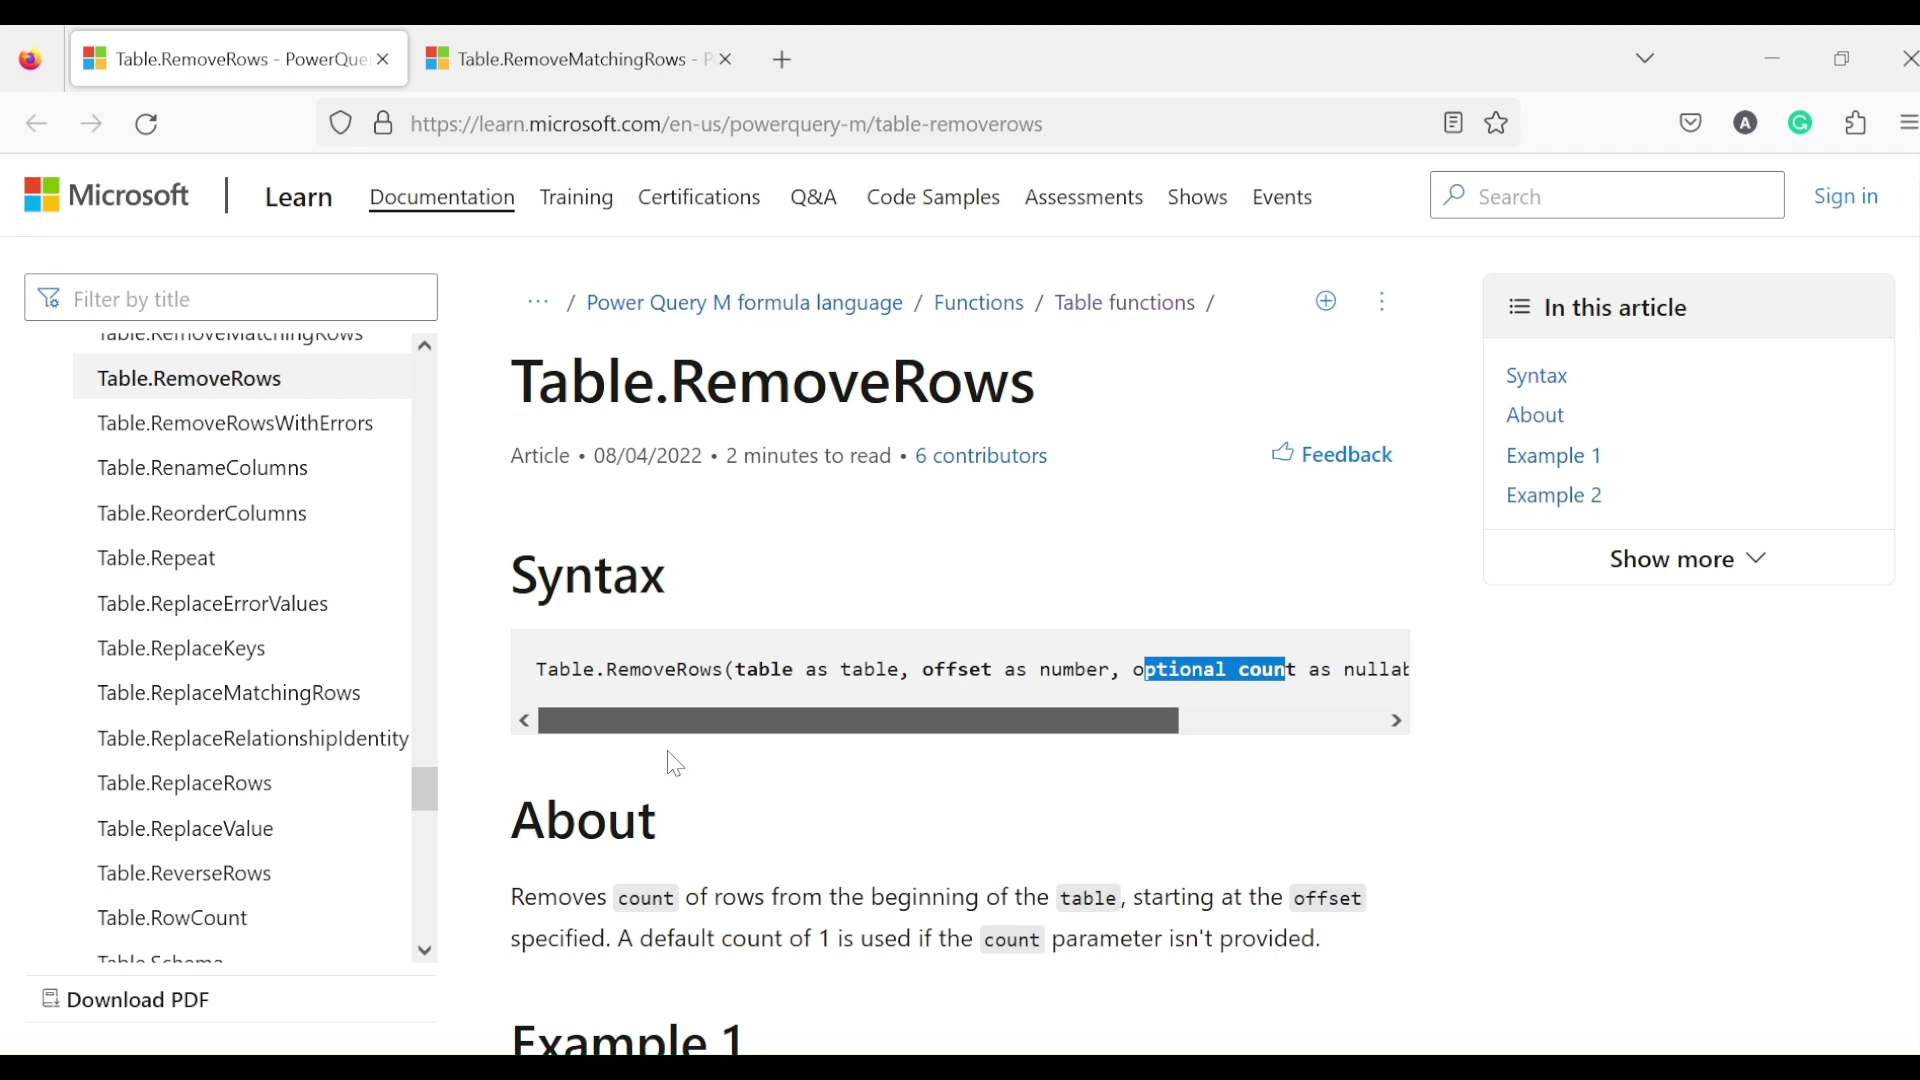 Table.RemoveRows - PowerQue
Table.RemoveMatchingRows - P
https://learn.microsoft.com/en-us/powerquery-m/table-removerows
A
G
Microsoft
Learn
Documentation
Training
Certifications
Q&A
Code Samples
Assessments
Shows
Events
Search
Sign in
Filter by title
Table.RemoveMatchingRows
Table.RemoveRows
Table.RemoveRowsWithErrors
Table.RenameColumns
Table.ReorderColumns
Table.Repeat
Table.ReplaceErrorValues
Table.ReplaceKeys
Table.ReplaceMatchingRows
Table.ReplaceRelationshipIdentity
Table.ReplaceRows
Table.ReplaceValue
Table.ReverseRows
Table.RowCount
Table.Schema
Download PDF
··· / Power Query M formula language / Functions / Table functions /
Table.RemoveRows
Article • 08/04/2022 • 2 minutes to read • 6 contributors
Feedback
Syntax
Table.RemoveRows(table as table, offset as number, optional count as nullab
About
Removes count of rows from the beginning of the table, starting at the offset
specified. A default count of 1 is used if the count parameter isn't provided.
Example 1
In this article
Syntax
About
Example 1
Example 2
Show more